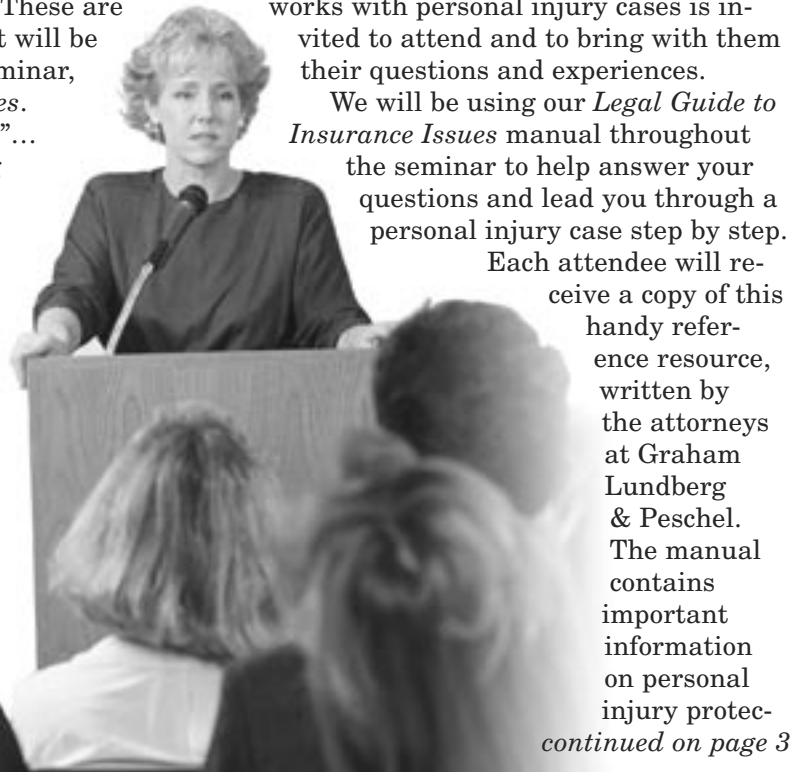 These are
t will be
minar,
es.
”…
works with personal injury cases is in-
vited to attend and to bring with them
their questions and experiences.
We will be using our Legal Guide to
Insurance Issues manual throughout
the seminar to help answer your
questions and lead you through a
personal injury case step by step.
Each attendee will re-
ceive a copy of this
handy refer-
ence resource,
written by
the attorneys
at Graham
Lundberg
& Peschel.
The manual
contains
important
information
on personal
injury protec-
continued on page 3